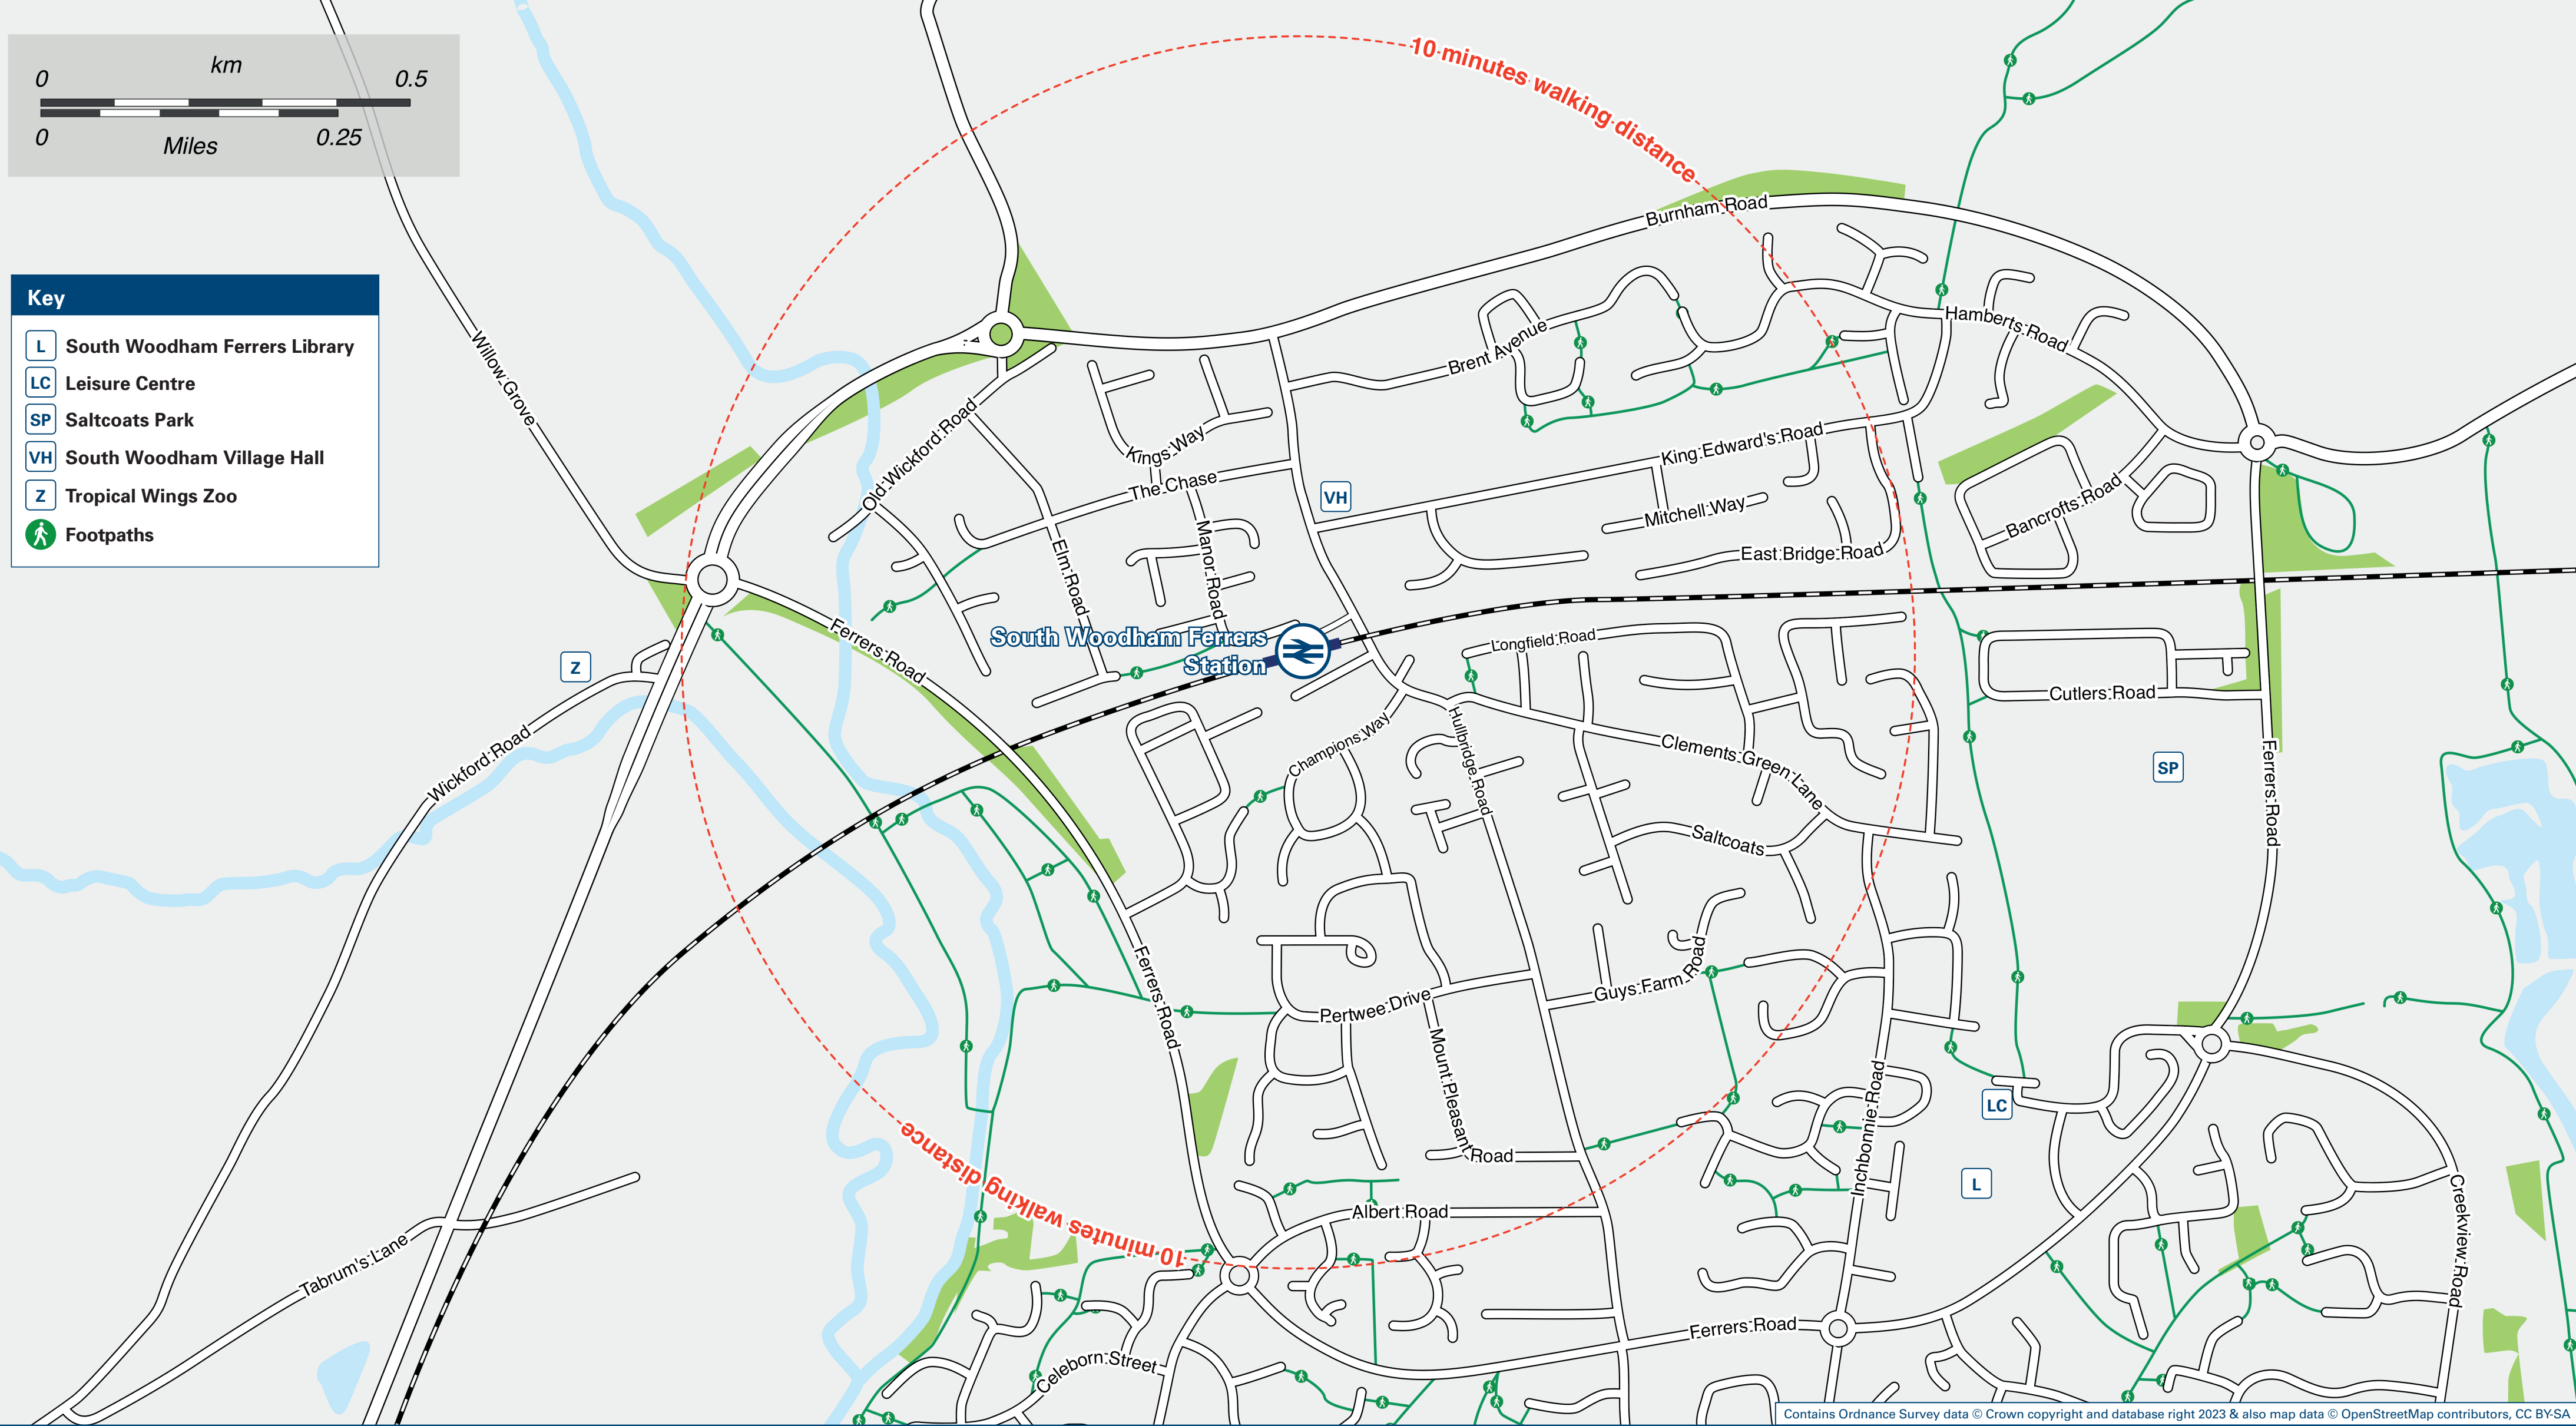 km
0 0.5
0 0.25
Miles
Key
L South Woodham Ferrers Library
LC Leisure Centre
SP Saltcoats Park
VH South Woodham Village Hall
Z Tropical Wings Zoo
Footpaths
10 minutes walking distance
Burnham Road
Hamberts Road
Willow Grove
Brent Avenue
Old Wickford Road
Kings Way
The Chase
King Edward's Road
VH
Mitchell Way
Bancrofts Road
East Bridge Road
Elm Road
Manor Road
Ferrers Road
South Woodham Ferrers
Station
Longfield Road
Z
Cutlers Road
Wickford Road
Champions Way
Hullbridge Road
Clements Green Lane
SP
Ferrers Road
Saltcoats
Ferrers Road
Guys Farm Road
Pertwee Drive
Mount Pleasant
Road
Inchbonnie Road
LC
L
10 minutes walking distance
Albert Road
Creekview Road
Tabrum's Lane
Ferrers Road
Celeborn Street
Contains Ordnance Survey data © Crown copyright and database right 2023 & also map data © OpenStreetMap contributors, CC BY-SA